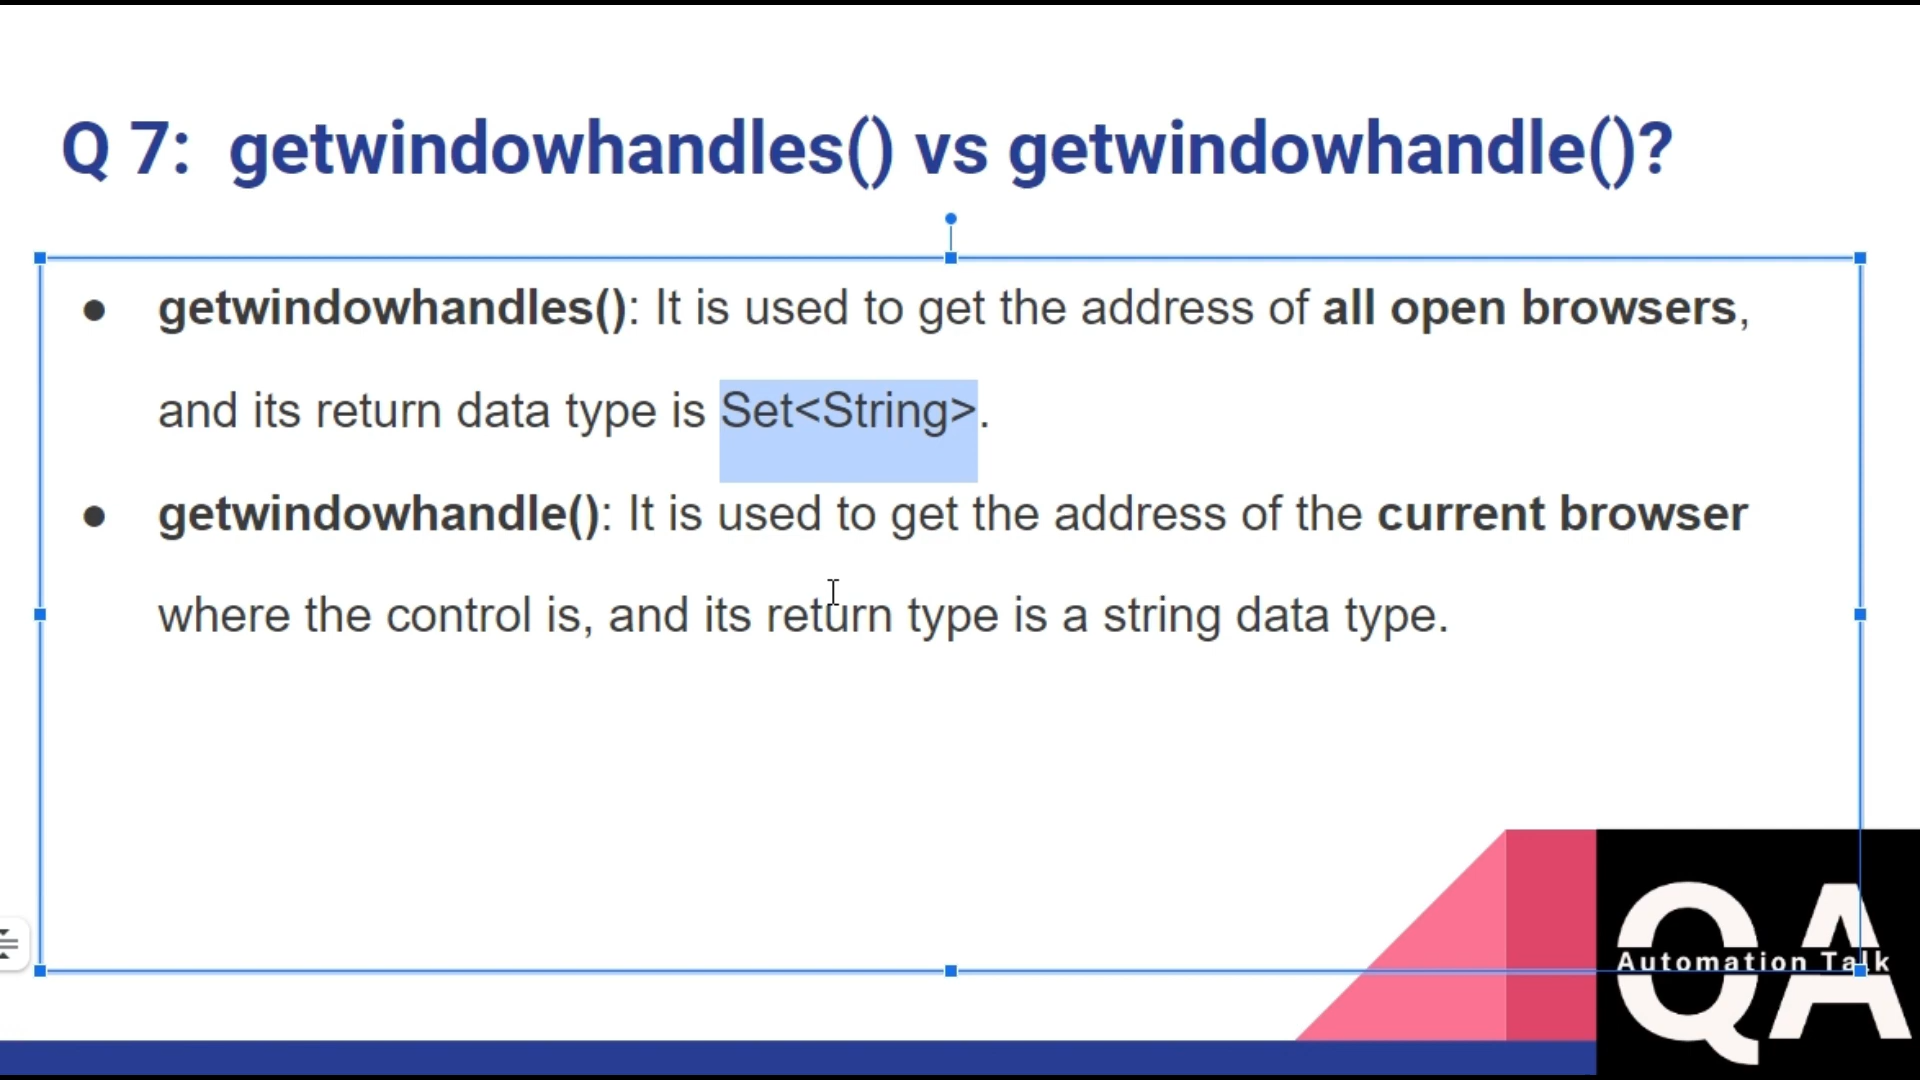 Q 7: getwindowhandles() vs getwindowhandle()?
● getwindowhandles(): It is used to get the address of all open browsers,
and its return data type is Set<String>.
● getwindowhandle(): It is used to get the address of the current browser
where the control is, and its return type is a string data type.
QA
Automation Talk